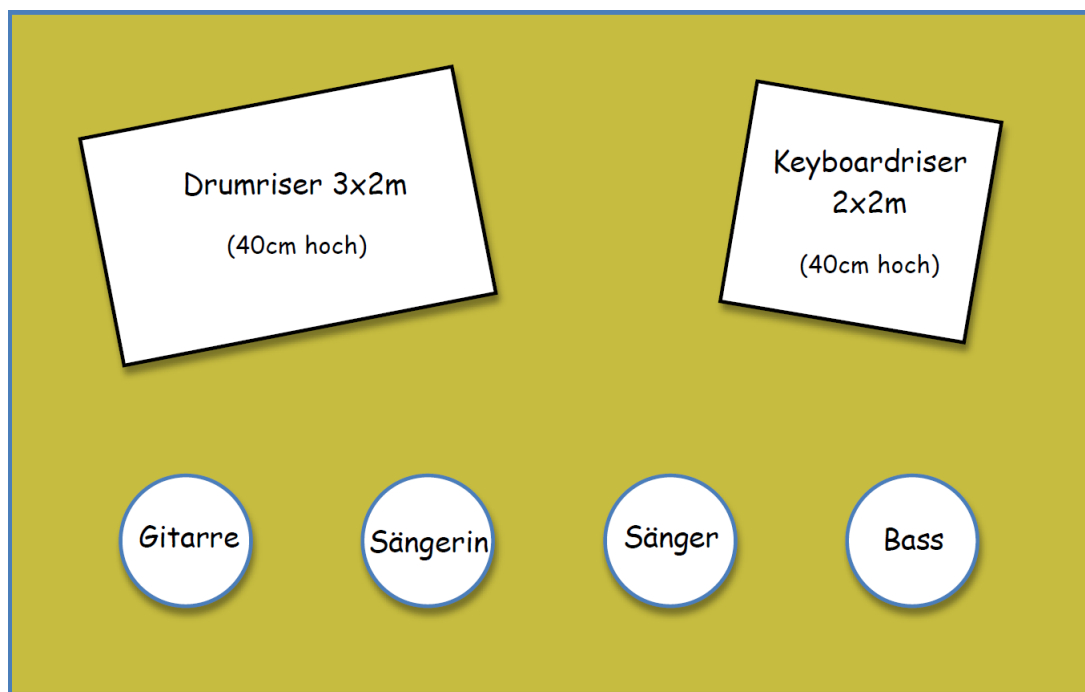 Drumriser 3x2m
(40cm hoch)
Keyboardriser
2x2m
(40cm hoch)
Gitarre
Sängerin
Sänger
Bass